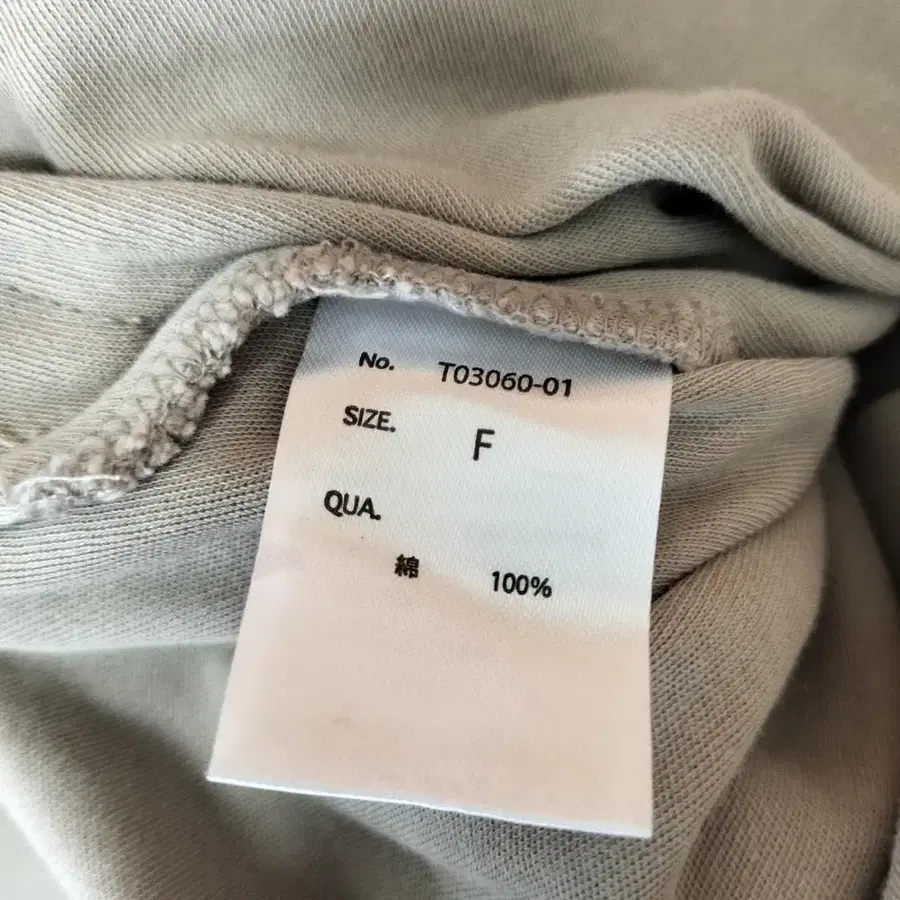 No. T03060-01
SIZE. F
QUA.
綿 100%